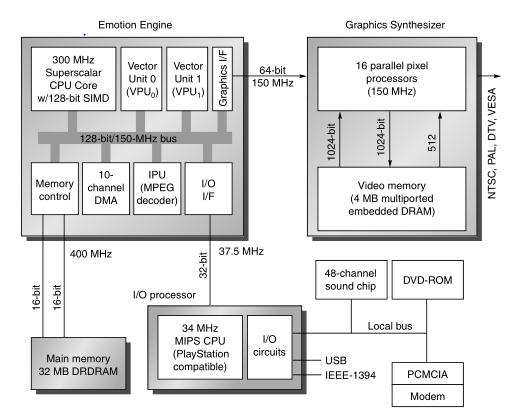 Emotion Engine
Graphics Synthesizer
300 MHz
Superscalar
CPU Core
w/128-bit SIMD
Vector
Unit 0
(VPU0)
Vector
Unit 1
(VPU1)
Graphics I/F
64-bit
150 MHz
16 parallel pixel
processors
(150 MHz)
NTSC, PAL, DTV, VESA
128-bit/150-MHz bus
1024-bit
1024-bit
512
Memory
control
10-
channel
DMA
IPU
(MPEG
decoder)
I/O
I/F
Video memory
(4 MB multiported
embedded DRAM)
400 MHz
16-bit
16-bit
37.5 MHz
32-bit
I/O processor
48-channel
sound chip
DVD-ROM
34 MHz
MIPS CPU
(PlayStation
compatible)
I/O
circuits
Local bus
USB
IEEE-1394
Main memory
32 MB DRDRAM
PCMCIA
Modem